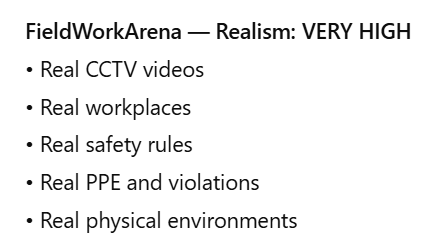 FieldWorkArena — Realism: VERY HIGH
• Real CCTV videos
• Real workplaces
• Real safety rules
• Real PPE and violations
• Real physical environments